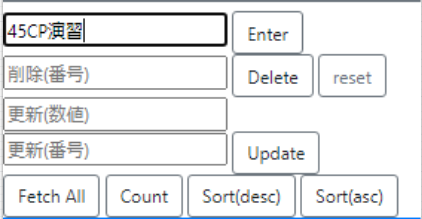 45CP演習 Enter
削除(番号) Delete reset
更新(数値)
更新(番号) Update
Fetch All Count Sort(desc) Sort(asc)